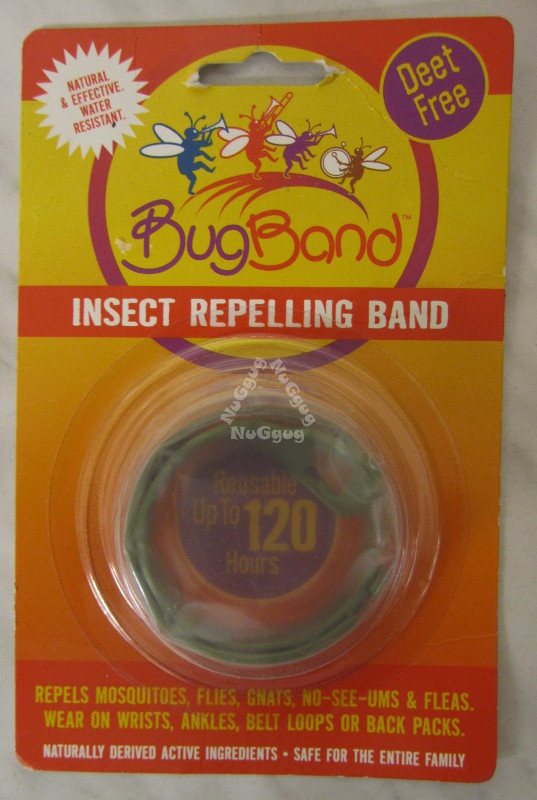 NATURAL
& EFFECTIVE.
WATER
RESISTANT.
Deet
Free
BugBand™
INSECT REPELLING BAND
NuGgug
NuGgug
NuGgug
NuGgug
Reusable
Up To 120
Hours
REPELS MOSQUITOES, FLIES, GNATS, NO-SEE-UMS & FLEAS.
WEAR ON WRISTS, ANKLES, BELT LOOPS OR BACK PACKS.
NATURALLY DERIVED ACTIVE INGREDIENTS • SAFE FOR THE ENTIRE FAMILY